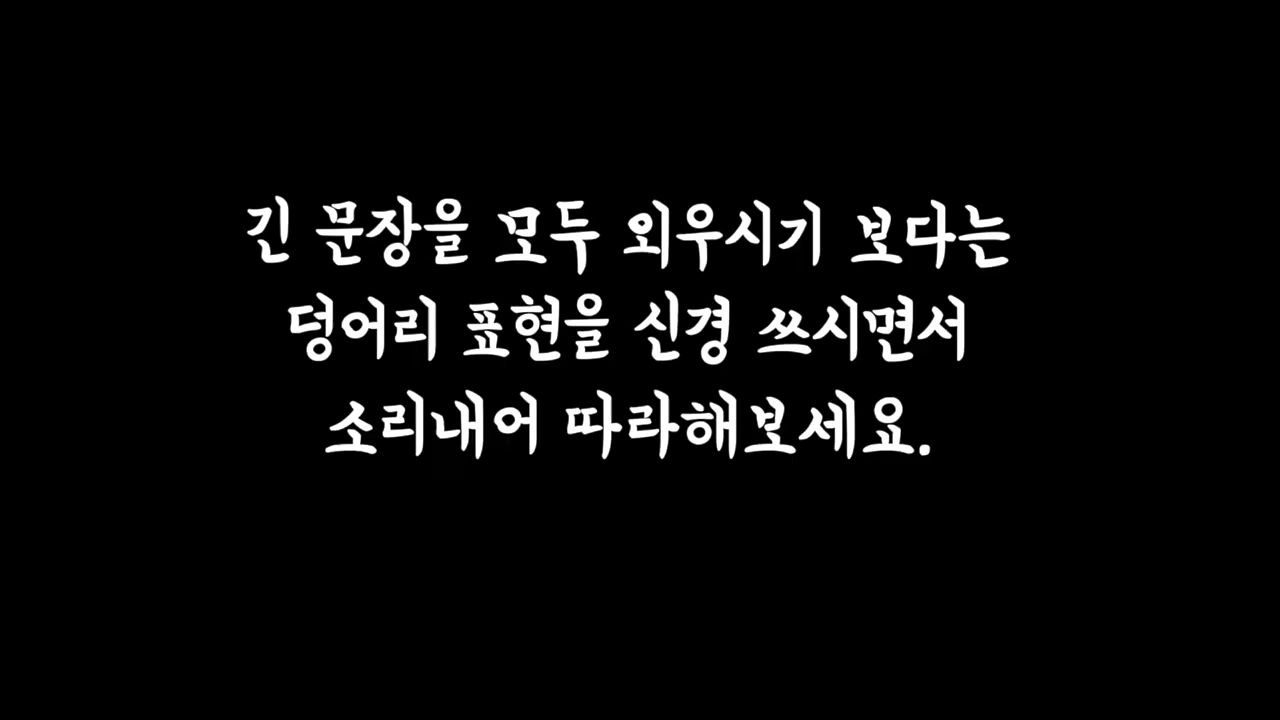 긴 문장을 모두 외우시기 보다는
덩어리 표현을 신경 쓰시면서
소리내어 따라해보세요.